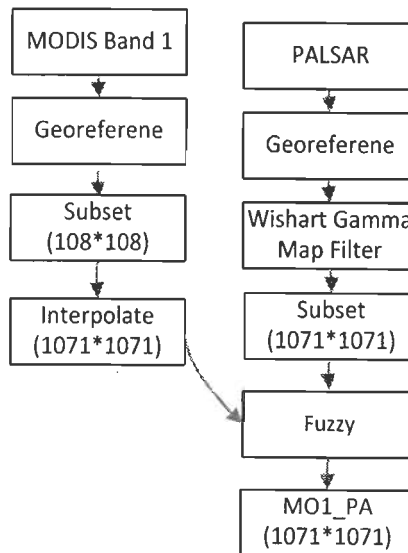 MODIS Band 1
Georeferene
Subset
(108*108)
Interpolate
(1071*1071)
PALSAR
Georeferene
Wishart Gamma
Map Filter
Subset
(1071*1071)
Fuzzy
MO1_PA
(1071*1071)